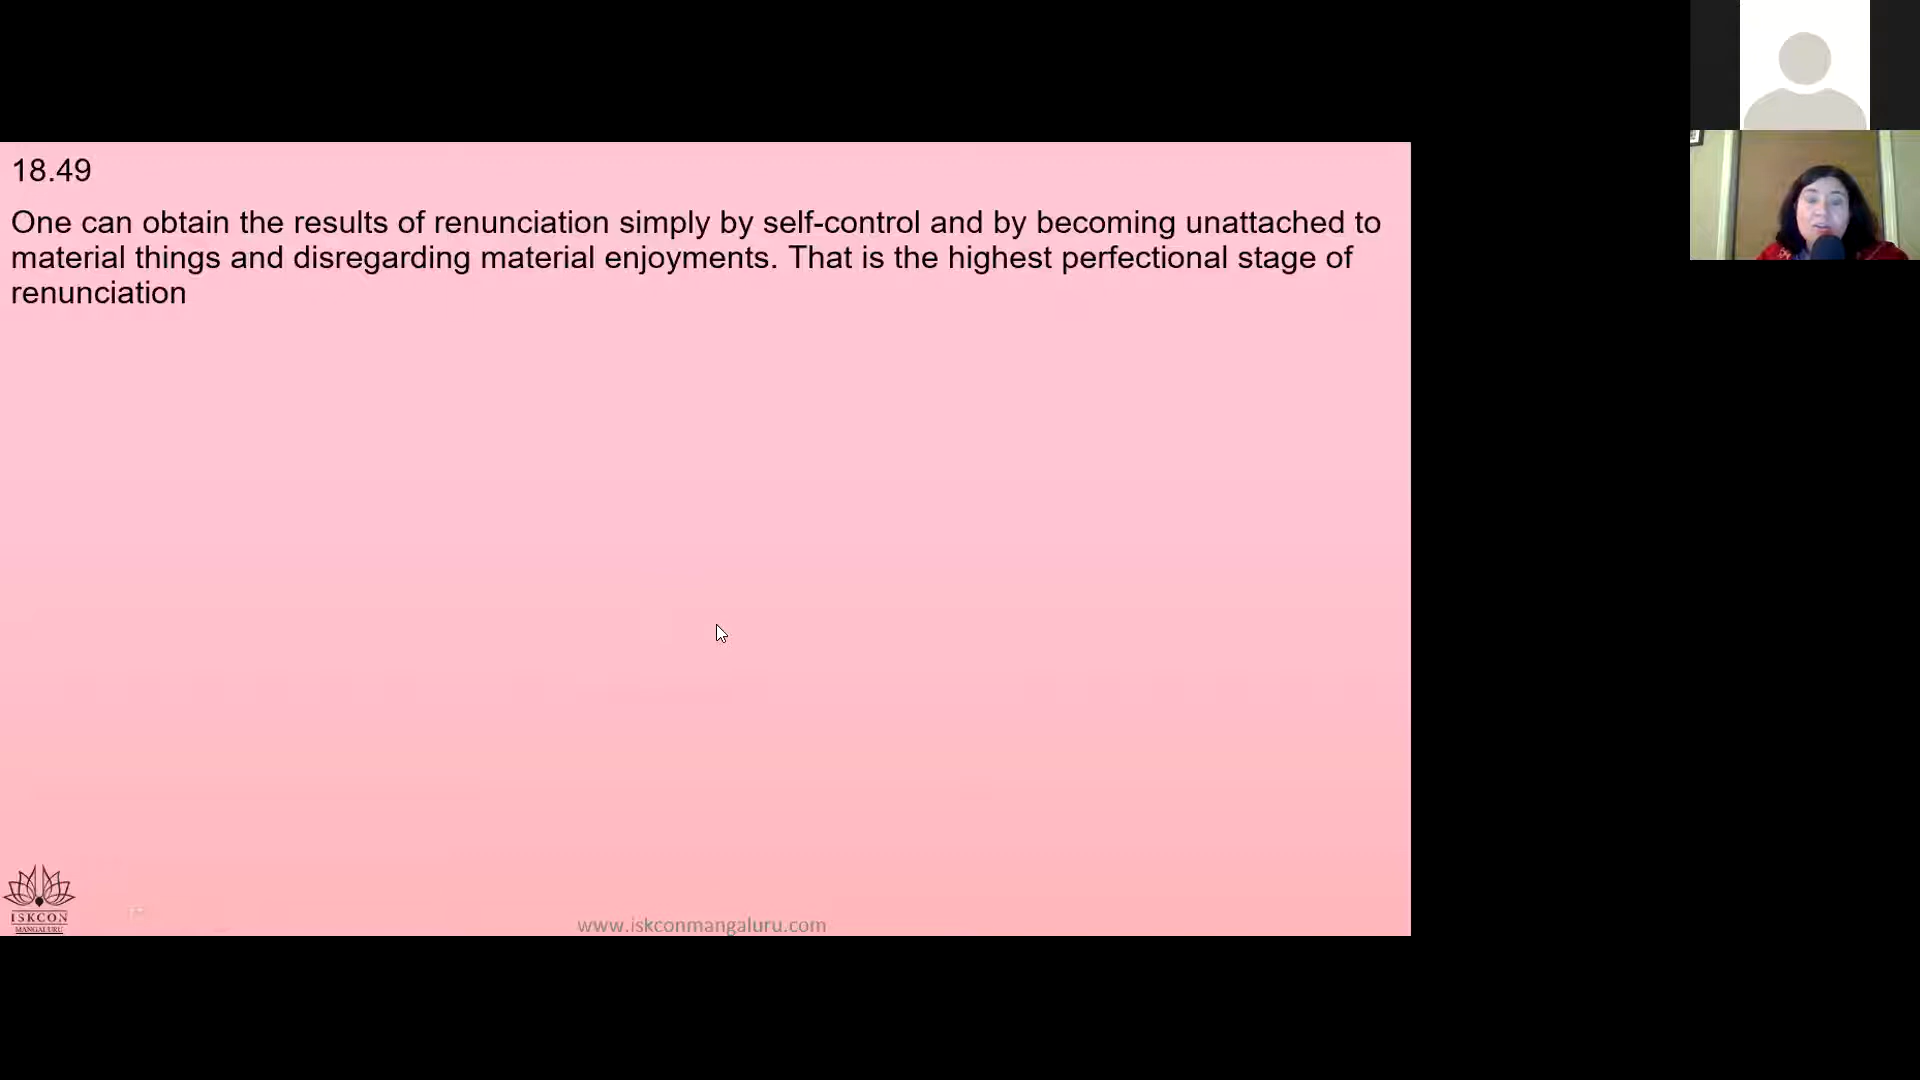 18.49
One can obtain the results of renunciation simply by self-control and by becoming unattached to
material things and disregarding material enjoyments. That is the highest perfectional stage of
renunciation
ISKCON
MANGALURU
www.iskconmangaluru.com